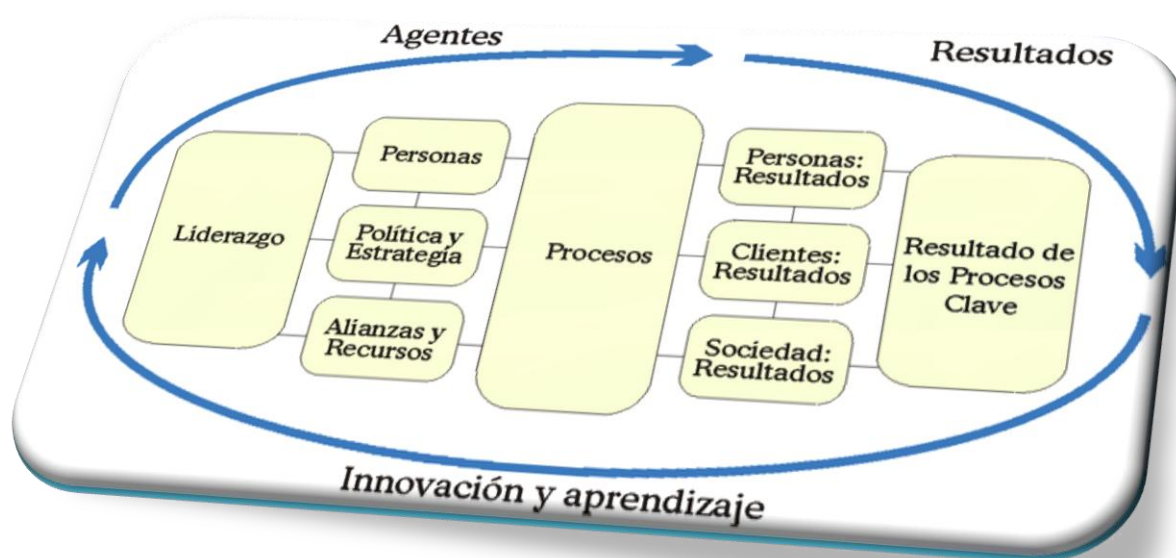 Agentes
Resultados
Liderazgo
Personas
Política y
Estrategia
Alianzas y
Recursos
Procesos
Personas:
Resultados
Clientes:
Resultados
Sociedad:
Resultados
Resultado de
los Procesos
Clave
Innovación y aprendizaje